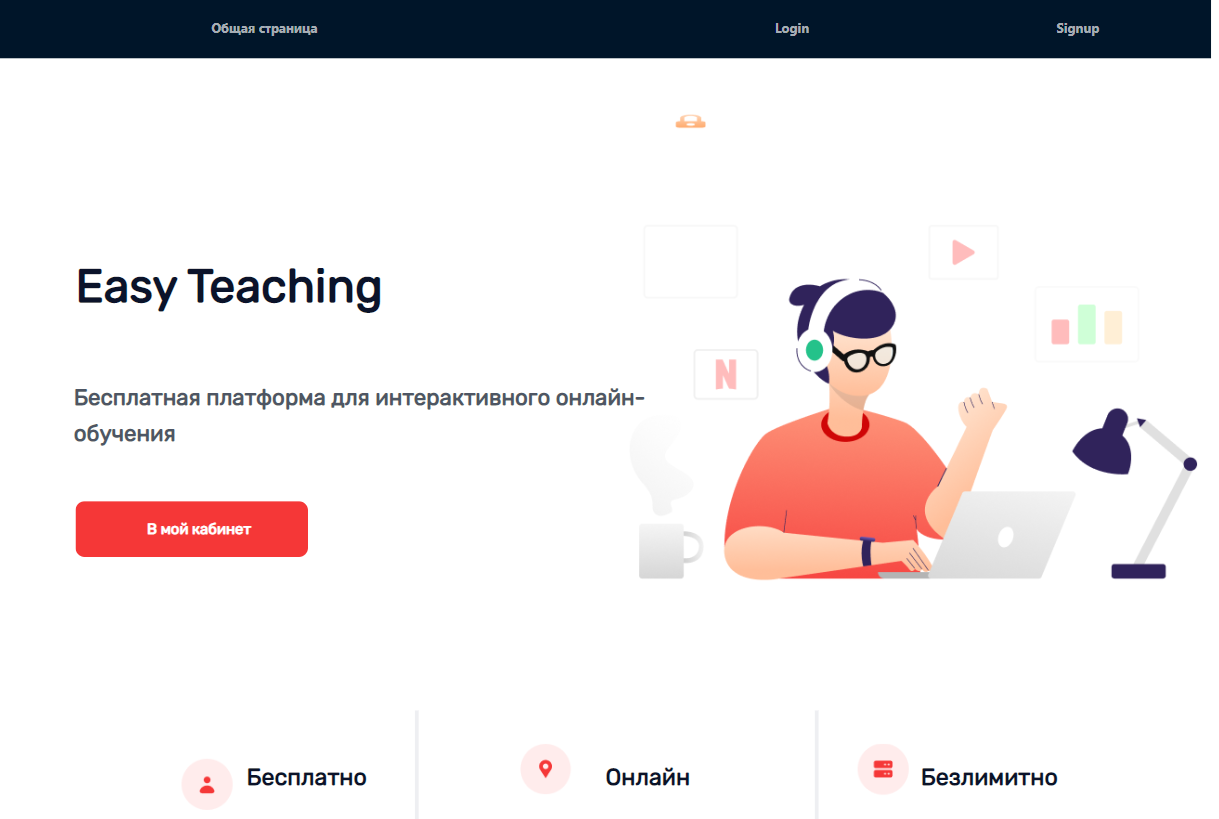 Общая страница
Login
Signup
Easy Teaching
Бесплатная платформа для интерактивного онлайн-
обучения
N
В мой кабинет
Бесплатно
Онлайн
Безлимитно